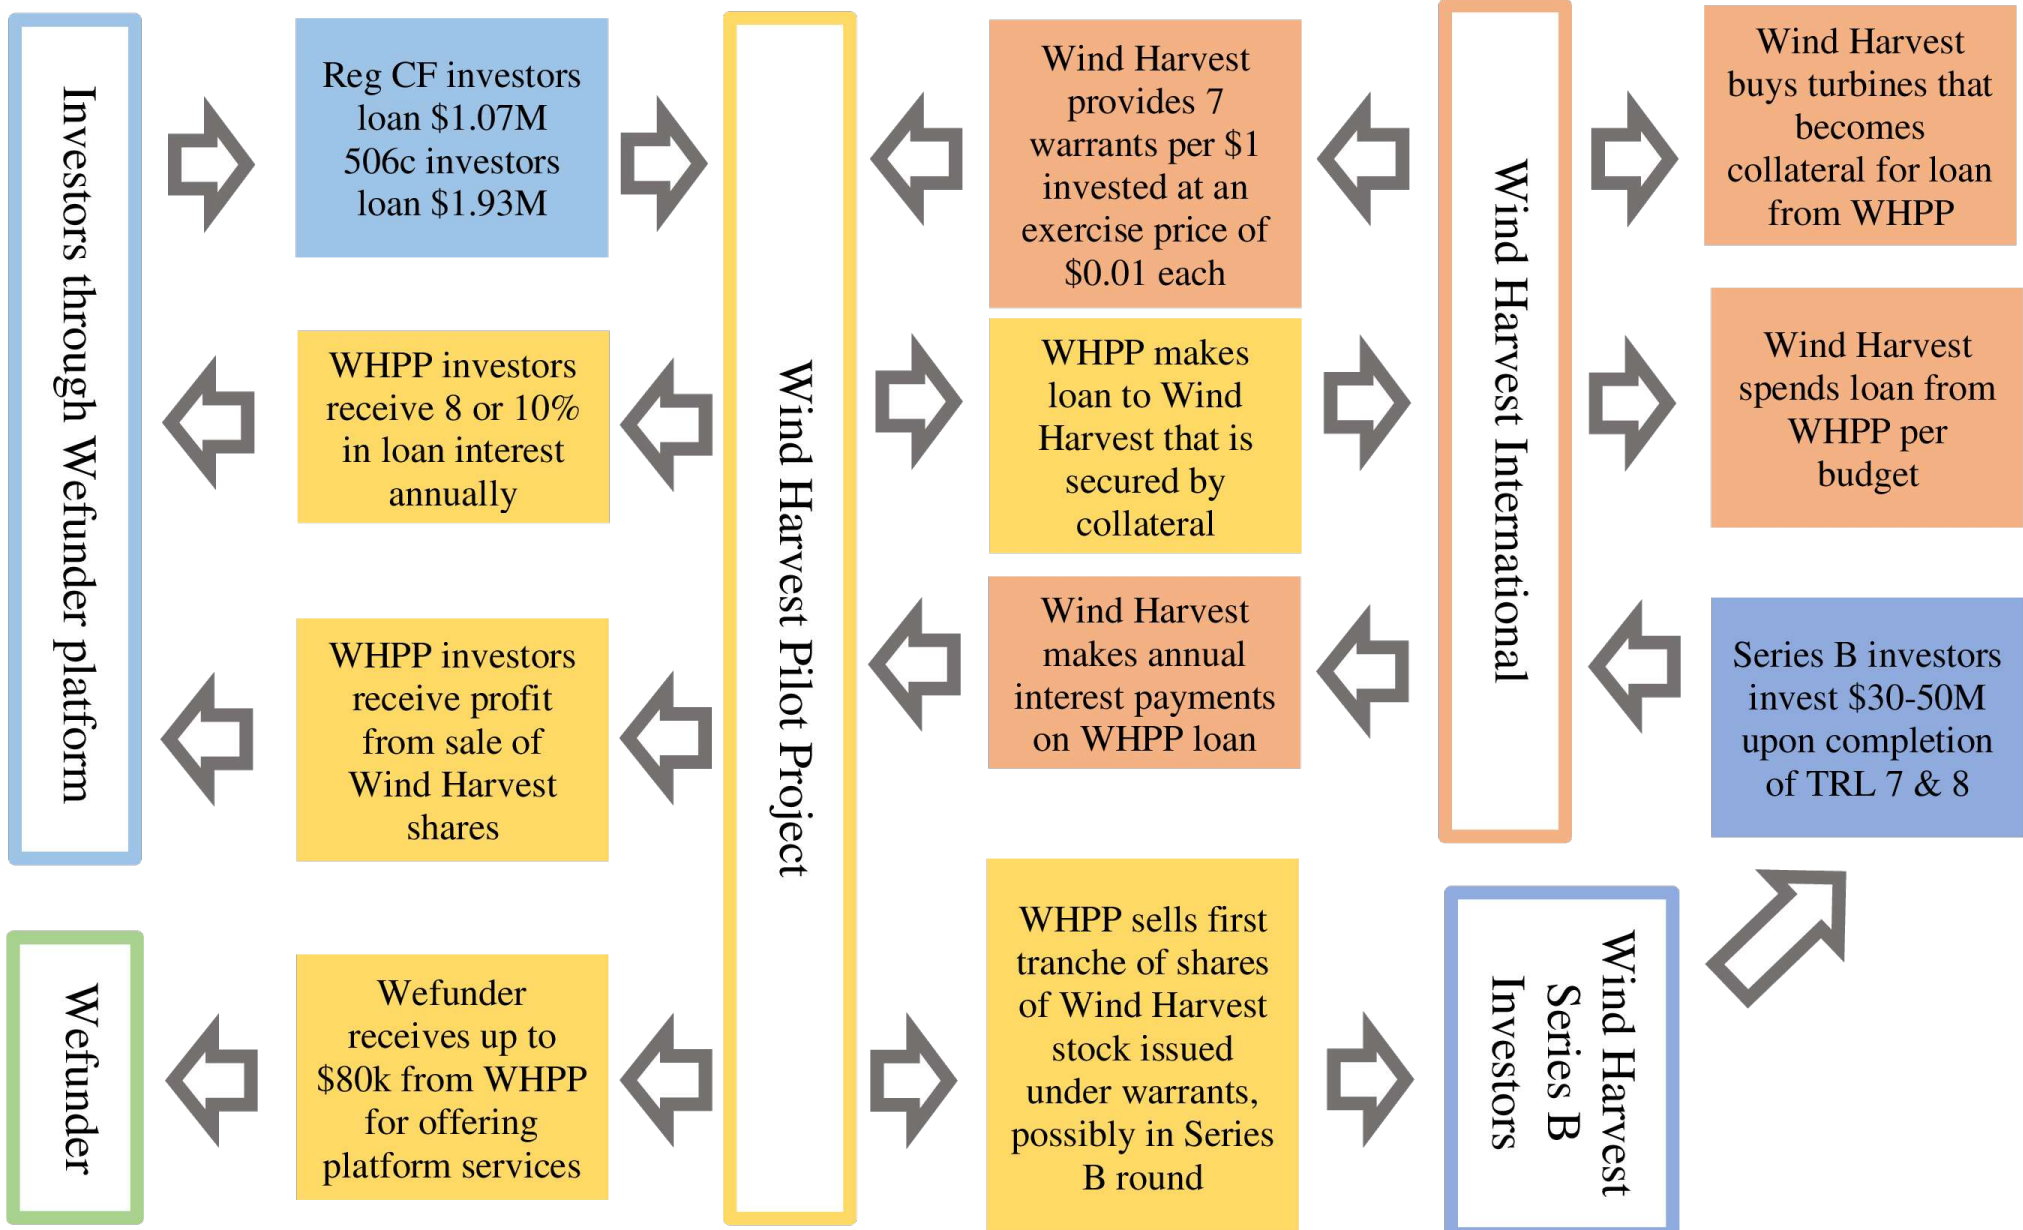 Investors through Wefunder platform
Reg CF investors
loan $1.07M
506c investors
loan $1.93M
WHPP investors
receive 8 or 10%
in loan interest
annually
WHPP investors
receive profit
from sale of
Wind Harvest
shares
Wefunder
Wefunder
receives up to
$80k from WHPP
for offering
platform services
Wind Harvest Pilot Project
Wind Harvest
provides 7
warrants per $1
invested at an
exercise price of
$0.01 each
WHPP makes
loan to Wind
Harvest that is
secured by
collateral
Wind Harvest
makes annual
interest payments
on WHPP loan
WHPP sells first
tranche of shares
of Wind Harvest
stock issued
under warrants,
possibly in Series
B round
Wind Harvest International
Wind Harvest
buys turbines that
becomes
collateral for loan
from WHPP
Wind Harvest
spends loan from
WHPP per
budget
Series B investors
invest $30-50M
upon completion
of TRL 7 & 8
Wind Harvest
Series B
Investors